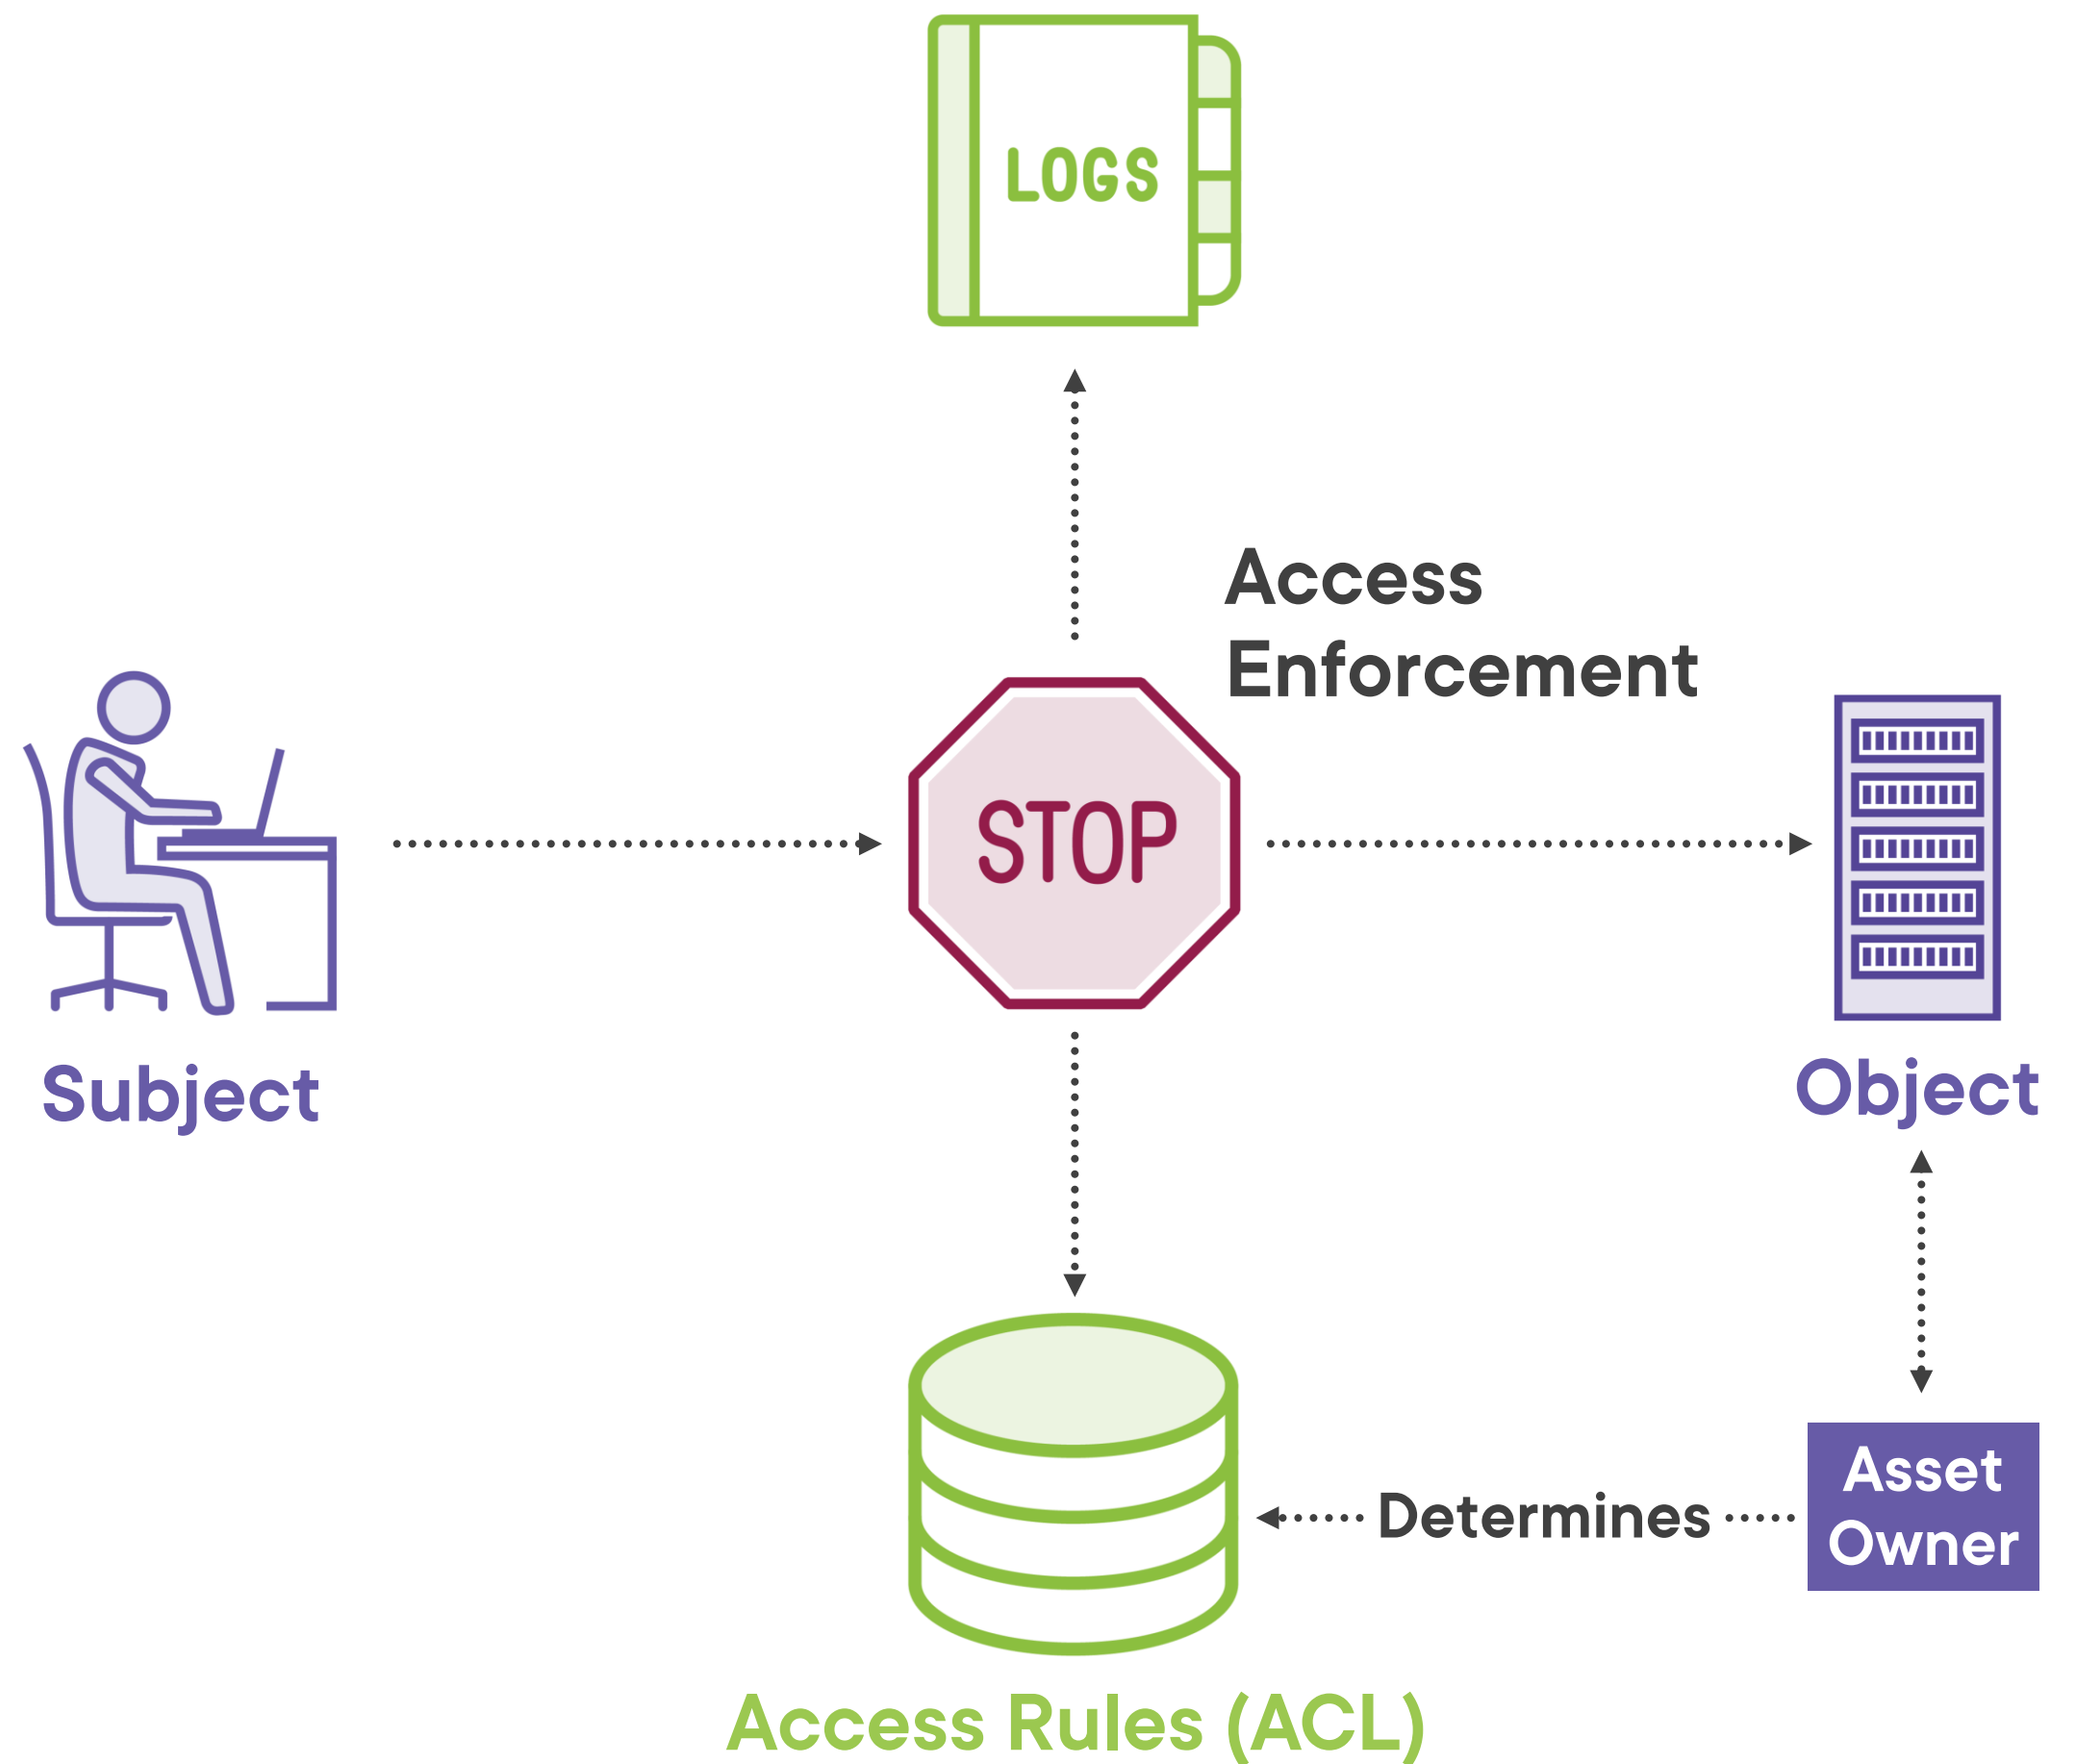 LOGS
Access
Enforcement
STOP
Subject
Object
Determines
Asset
Owner
Access Rules (ACL)